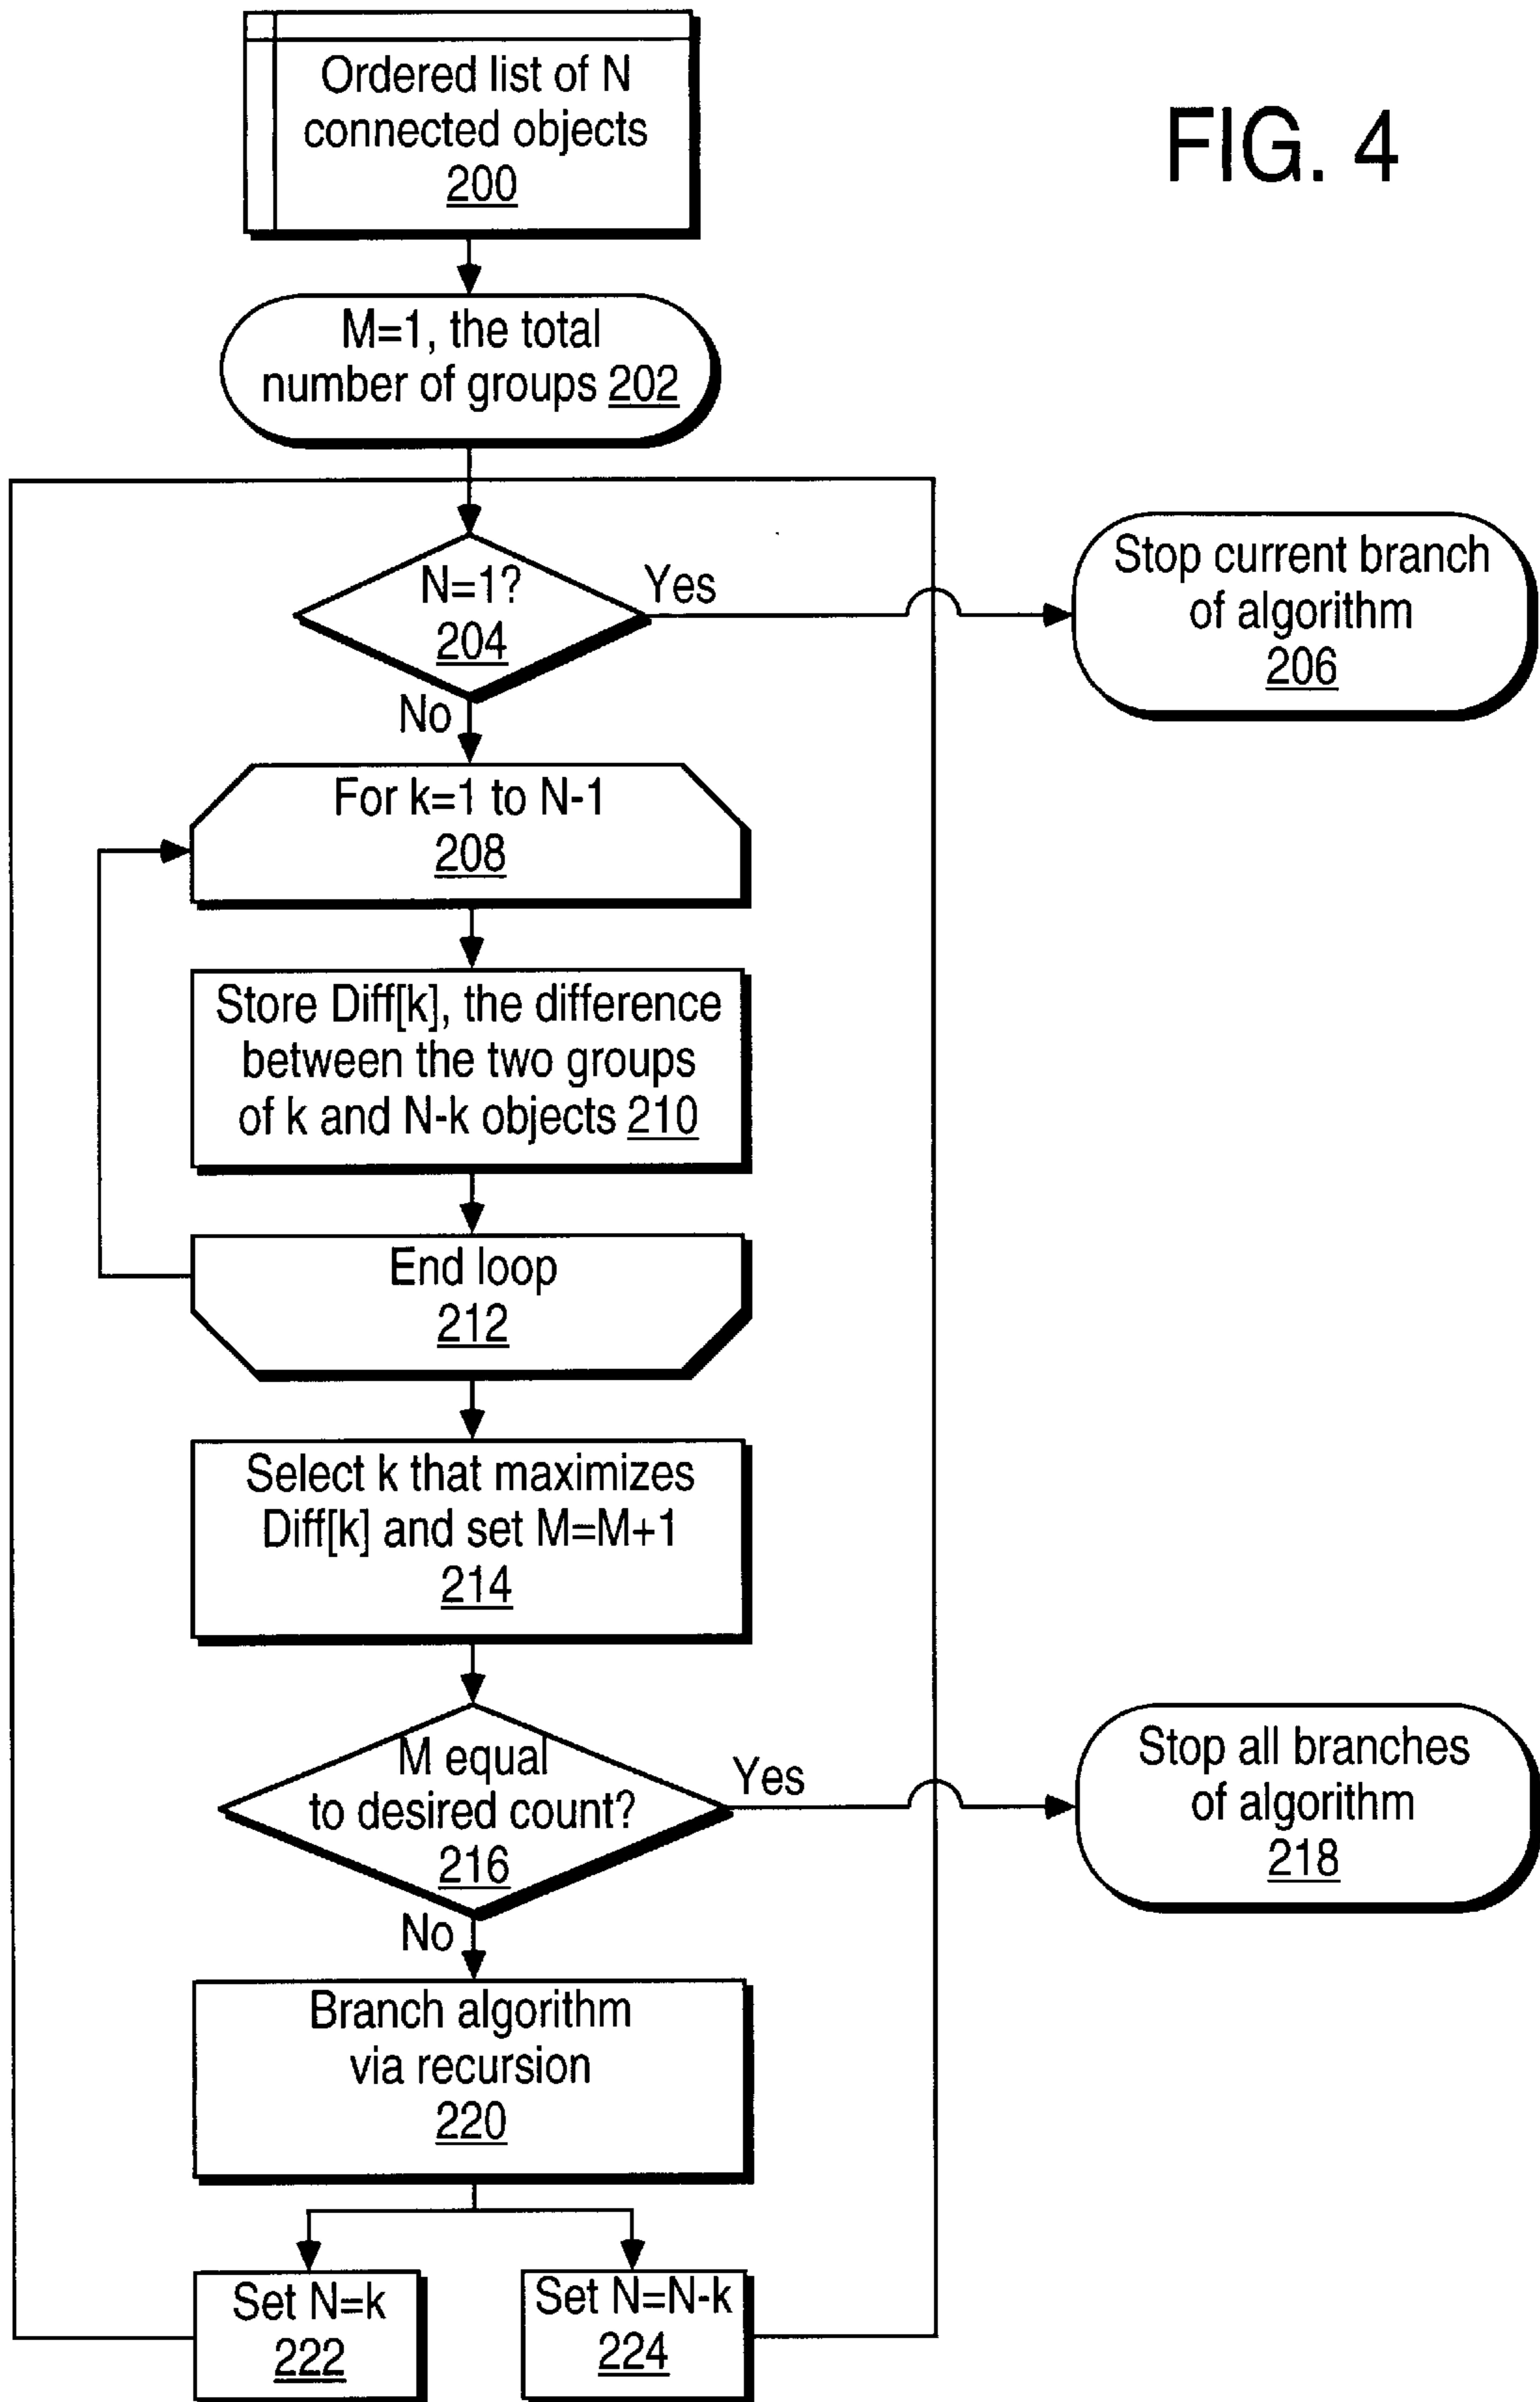 Ordered list of N
connected objects
200
FIG. 4
M=1, the total
number of groups 202
N=1?
204
Yes
No
Stop current branch
of algorithm
206
For k=1 to N-1
208
Store Diff[k], the difference
between the two groups
of k and N-k objects 210
End loop
212
Select k that maximizes
Diff[k] and set M=M+1
214
M equal
to desired count?
216
Yes
No
Stop all branches
of algorithm
218
Branch algorithm
via recursion
220
Set N=k
222
Set N=N-k
224